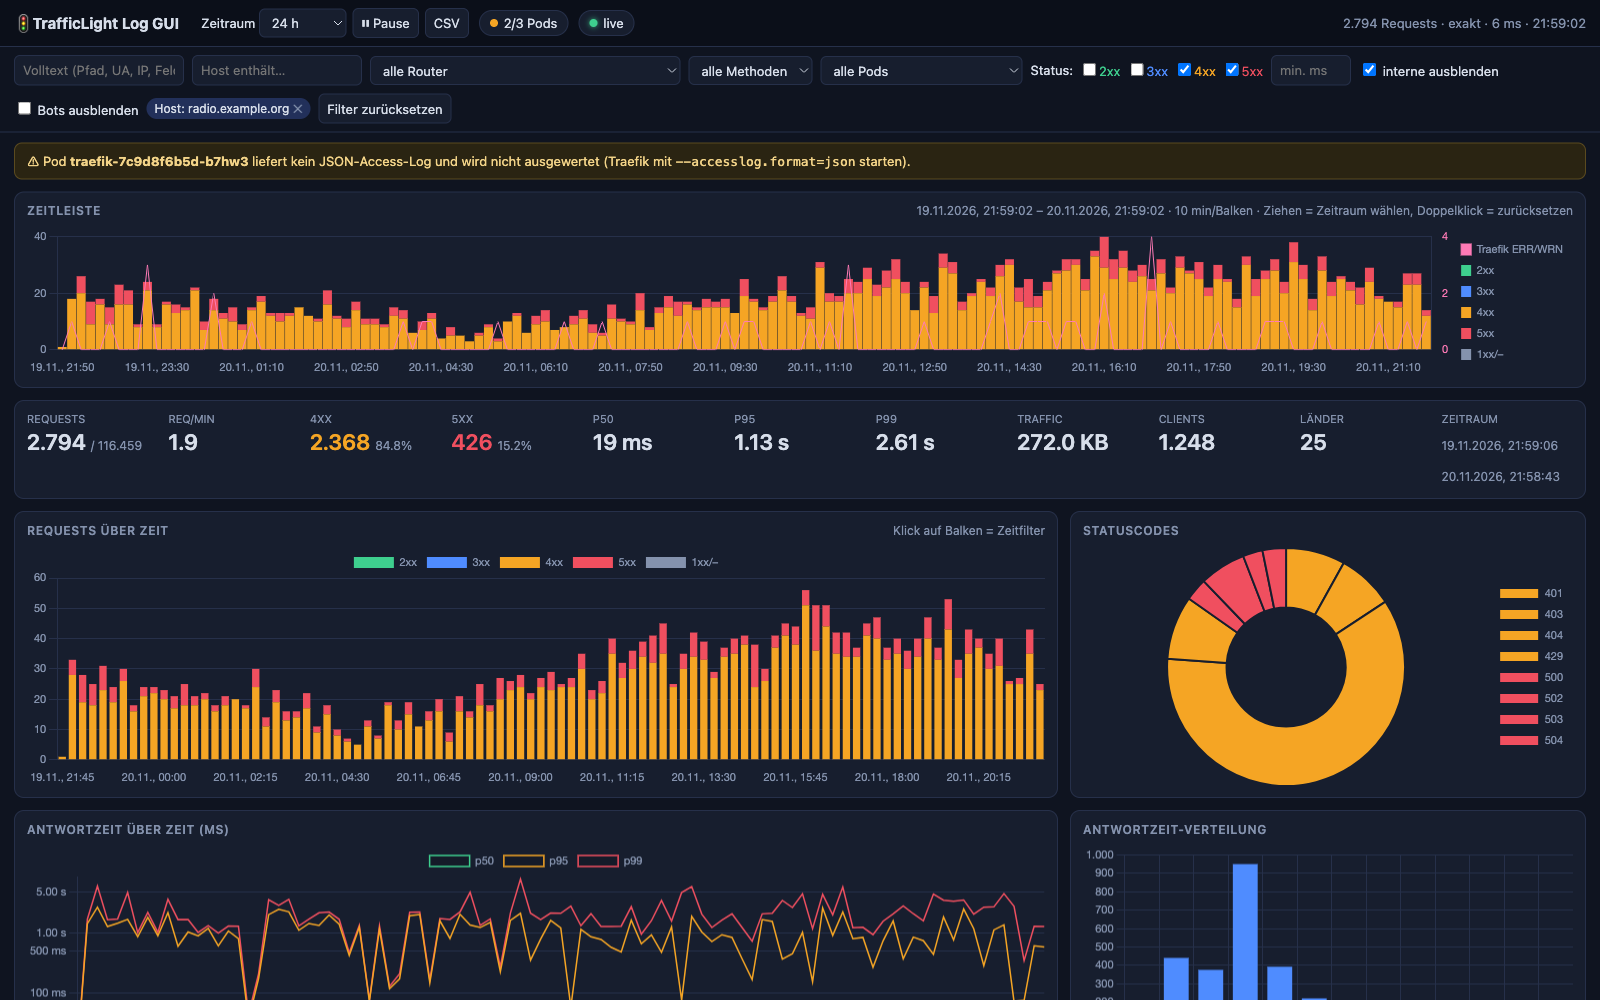 TrafficLight Log GUI Zeitraum 24 h Pause CSV 2/3 Pods live 2.794 Requests · exakt · 6 ms · 21:59:02
Volltext (Pfad, UA, IP, Fel Host enthält… alle Router alle Methoden alle Pods Status: 2xx 3xx 4xx 5xx min. ms interne ausblenden
Bots ausblenden Host: radio.example.org ✕ Filter zurücksetzen
⚠ Pod traefik-7c9d8f6b5d-b7hw3 liefert kein JSON-Access-Log und wird nicht ausgewertet (Traefik mit --accesslog.format=json starten).
ZEITLEISTE 19.11.2026, 21:59:02 – 20.11.2026, 21:59:02 · 10 min/Balken · Ziehen = Zeitraum wählen, Doppelklick = zurücksetzen
40
20
0
4
2
0
Traefik ERR/WRN
2xx
3xx
4xx
5xx
1xx/–
19.11., 21:50 19.11., 23:30 20.11., 01:10 20.11., 02:50 20.11., 04:30 20.11., 06:10 20.11., 07:50 20.11., 09:30 20.11., 11:10 20.11., 12:50 20.11., 14:30 20.11., 16:10 20.11., 17:50 20.11., 19:30 20.11., 21:10
REQUESTS REQ/MIN 4XX 5XX P50 P95 P99 TRAFFIC CLIENTS LÄNDER ZEITRAUM
2.794 / 116.459 1.9 2.368 84.8% 426 15.2% 19 ms 1.13 s 2.61 s 272.0 KB 1.248 25 19.11.2026, 21:59:06
20.11.2026, 21:58:43
REQUESTS ÜBER ZEIT Klick auf Balken = Zeitfilter
2xx 3xx 4xx 5xx 1xx/–
60
50
40
30
20
10
0
19.11., 21:45 20.11., 00:00 20.11., 02:15 20.11., 04:30 20.11., 06:45 20.11., 09:00 20.11., 11:15 20.11., 13:30 20.11., 15:45 20.11., 18:00 20.11., 20:15
STATUSCODES
401
403
404
429
500
502
503
504
ANTWORTZEIT ÜBER ZEIT (MS)
p50 p95 p99
5.00 s
1.00 s
500 ms
100 ms
ANTWORTZEIT-VERTEILUNG
1.000
900
800
700
600
500
400
300